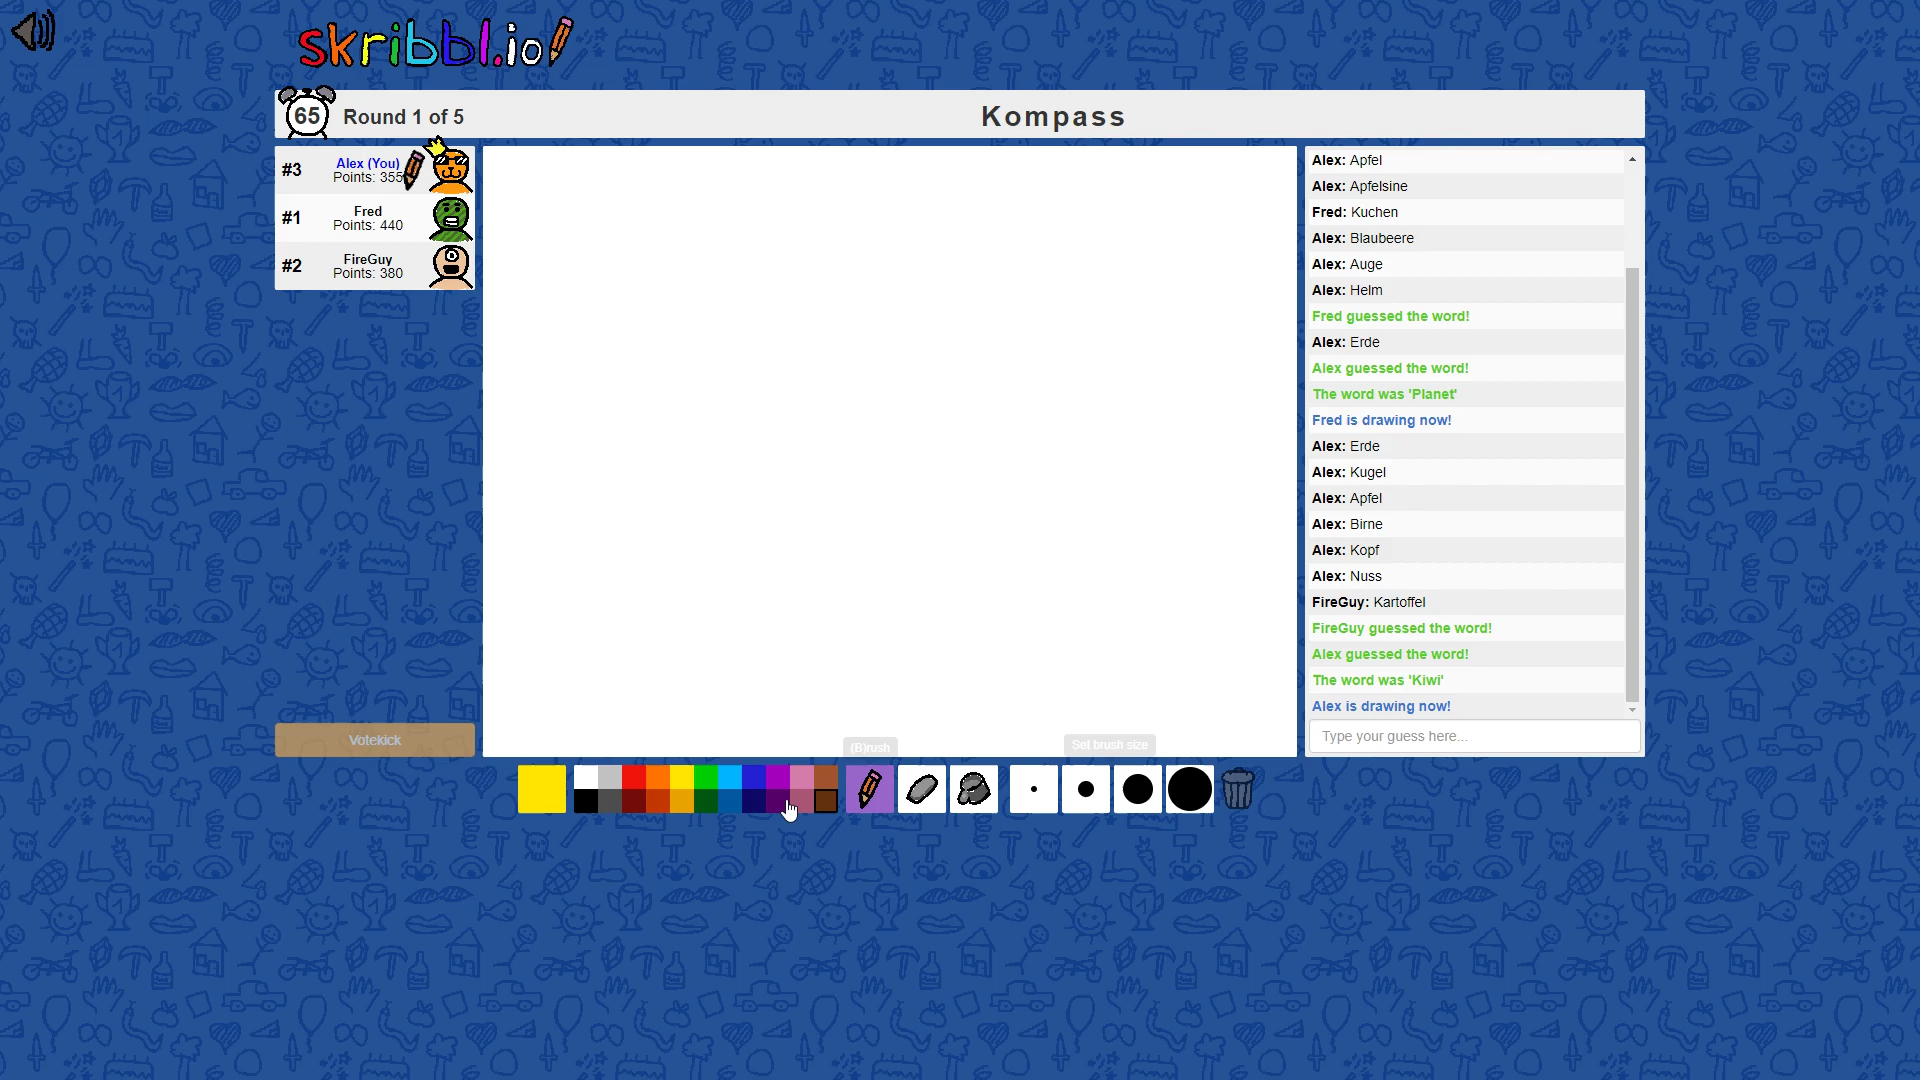 skribbl.io
65
Round 1 of 5
Kompass
#3
Alex (You)
Points: 355
#1
Fred
Points: 440
#2
FireGuy
Points: 380
Votekick
Alex: Apfel
Alex: Apfelsine
Fred: Kuchen
Alex: Blaubeere
Alex: Auge
Alex: Helm
Fred guessed the word!
Alex: Erde
Alex guessed the word!
The word was 'Planet'
Fred is drawing now!
Alex: Erde
Alex: Kugel
Alex: Apfel
Alex: Birne
Alex: Kopf
Alex: Nuss
FireGuy: Kartoffel
FireGuy guessed the word!
Alex guessed the word!
The word was 'Kiwi'
Alex is drawing now!
Type your guess here...
(B)rush
Set brush size